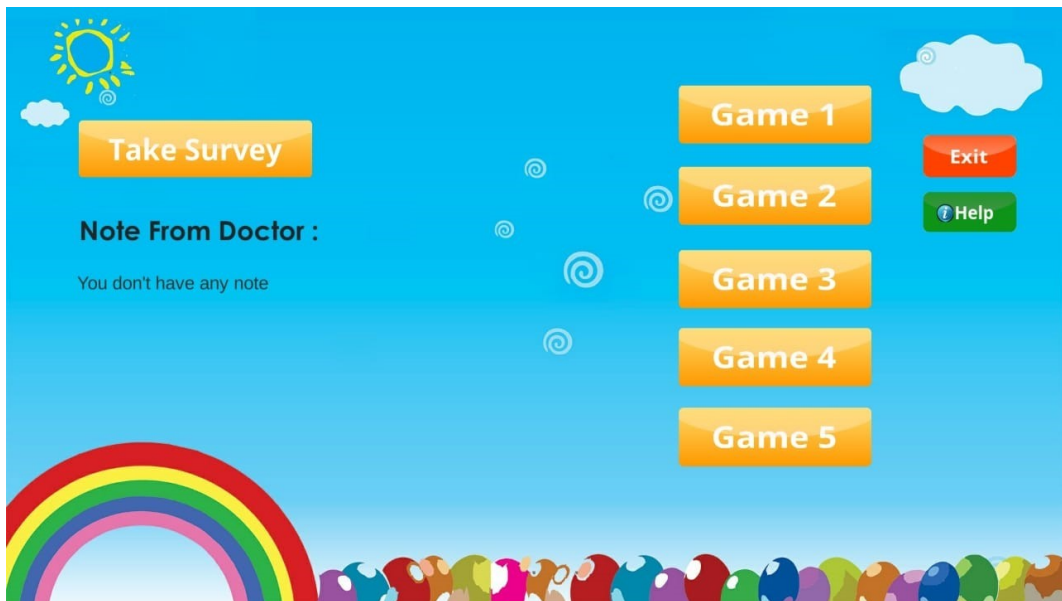 Take Survey
Note From Doctor :
You don't have any note
Game 1
Game 2
Game 3
Game 4
Game 5
Exit
Help